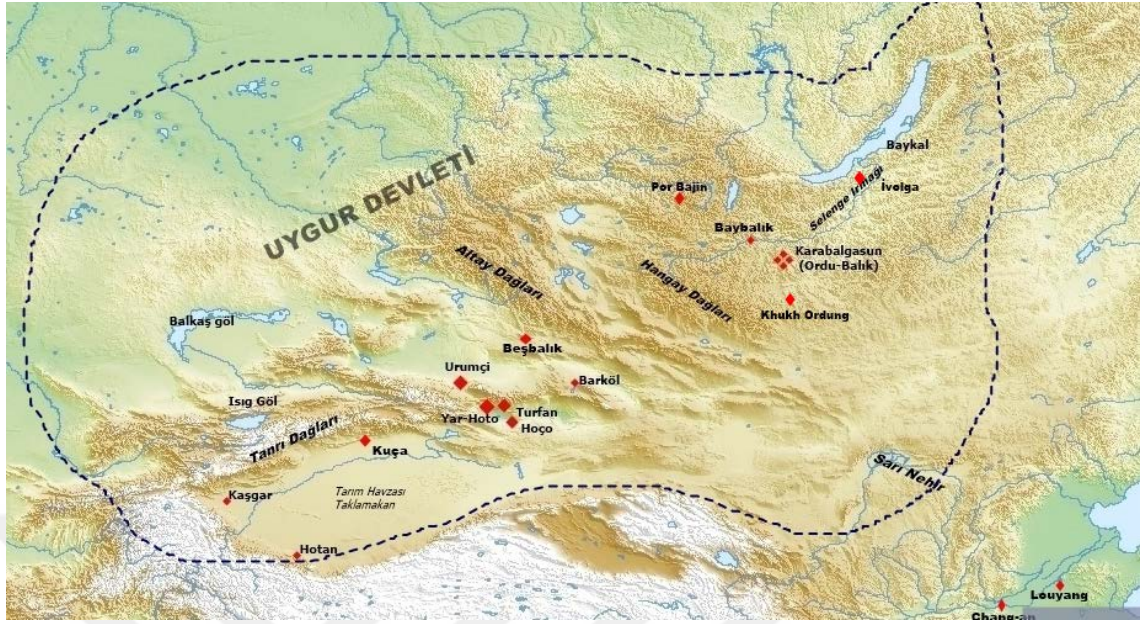 UYGUR DEVLETİ
Baykal
İvolga
Selenge Irmağı
Por Bajin
Baybalık
Karabalgasun
(Ordu-Balık)
Khukh Ordung
Hangay Dağları
Altay Dağları
Balkaş göl
Beşbalık
Urumçi
Barköl
Isıg Göl
Yar-Hoto
Turfan
Hoço
Tanrı Dağları
Kuça
Sarı Nehir
Kaşgar
Tarım Havzası
Taklamakan
Hotan
Louyang
Chang-an